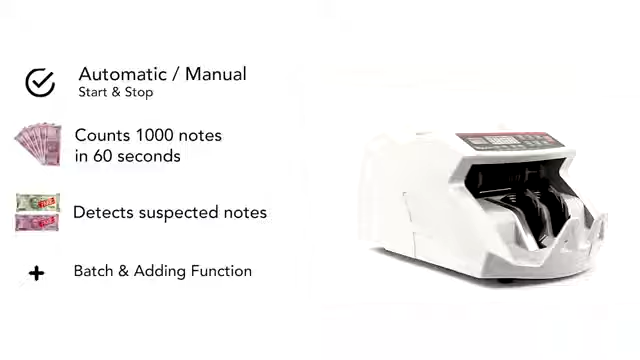 Automatic / Manual
Start & Stop
Counts 1000 notes
in 60 seconds
Detects suspected notes
Batch & Adding Function